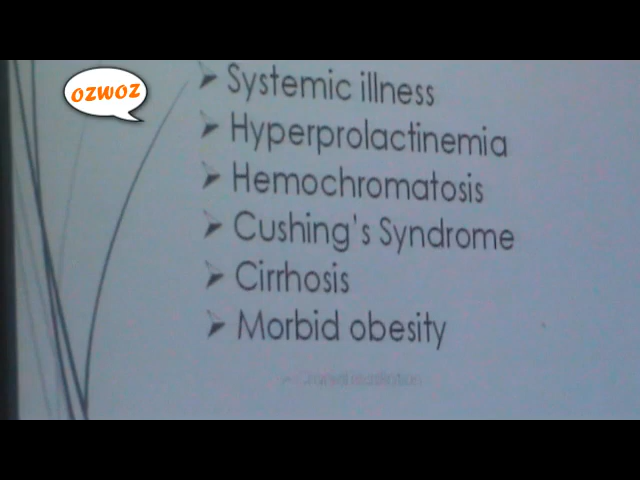 OZWOZ
Systemic illness
Hyperprolactinemia
Hemochromatosis
Cushing's Syndrome
Cirrhosis
Morbid obesity